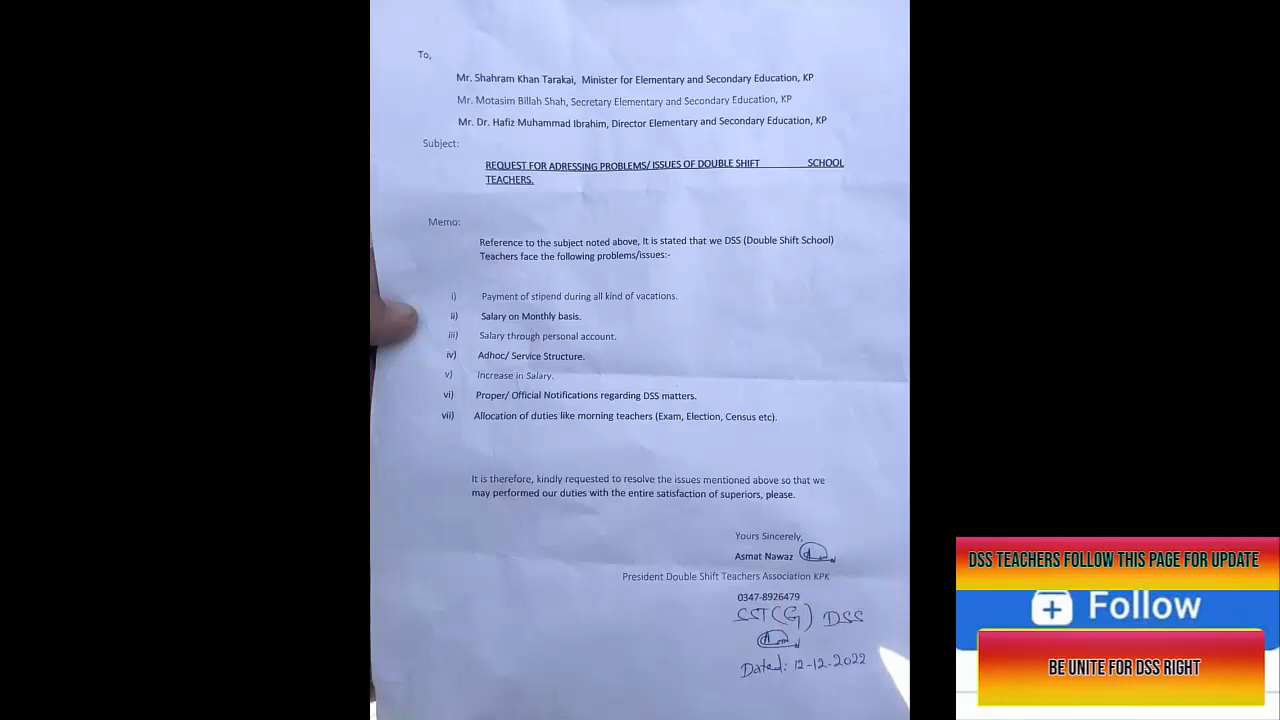 To,
Mr. Shahram Khan Tarakai, Minister for Elementary and Secondary Education, KP
Mr. Motasim Billah Shah, Secretary Elementary and Secondary Education, KP
Mr. Dr. Hafiz Muhammad Ibrahim, Director Elementary and Secondary Education, KP
Subject:
REQUEST FOR ADRESSING PROBLEMS/ ISSUES OF DOUBLE SHIFT SCHOOL
TEACHERS.
Memo:
Reference to the subject noted above, It is stated that we DSS (Double Shift School)
Teachers face the following problems/issues:-
i) Payment of stipend during all kind of vacations.
ii) Salary on Monthly basis.
iii) Salary through personal account.
iv) Adhoc/ Service Structure.
v) Increase in Salary.
vi) Proper/ Official Notifications regarding DSS matters.
vii) Allocation of duties like morning teachers (Exam, Election, Census etc).
It is therefore, kindly requested to resolve the issues mentioned above so that we
may performed our duties with the entire satisfaction of superiors, please.
Yours Sincerely,
Asmat Nawaz
President Double Shift Teachers Association KPK
0347-8926479
SST(G) DSS
Dated: 12-12-2022
DSS TEACHERS FOLLOW THIS PAGE FOR UPDATE
Follow
BE UNITE FOR DSS RIGHT